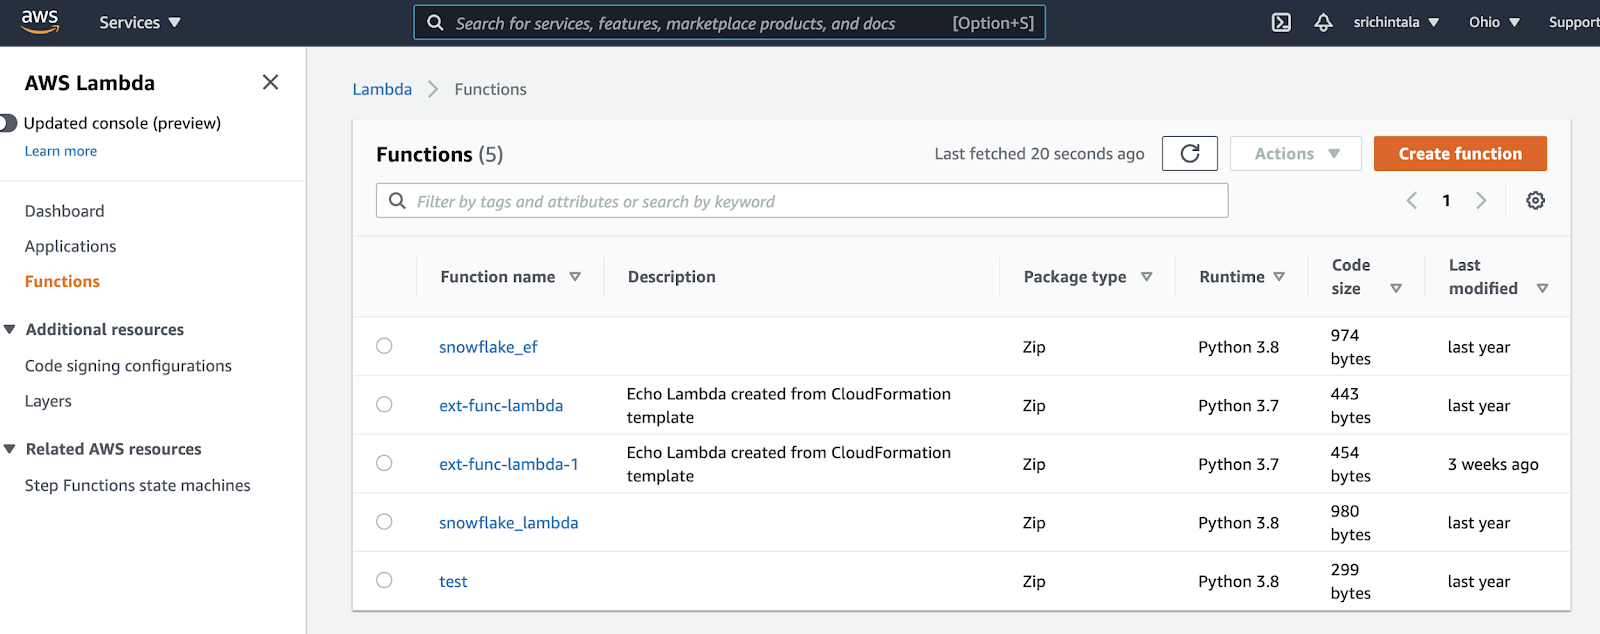 aws Services Search for services, features, marketplace products, and docs [Option+S] srichintala Ohio Support
AWS Lambda
Updated console (preview)
Learn more
Dashboard
Applications
Functions
Additional resources
Code signing configurations
Layers
Related AWS resources
Step Functions state machines
Lambda Functions
Functions (5) Last fetched 20 seconds ago Actions Create function
Filter by tags and attributes or search by keyword 1
Function name Description Package type Runtime Code size Last modified
snowflake_ef Zip Python 3.8 974 bytes last year
ext-func-lambda Echo Lambda created from CloudFormation template Zip Python 3.7 443 bytes last year
ext-func-lambda-1 Echo Lambda created from CloudFormation template Zip Python 3.7 454 bytes 3 weeks ago
snowflake_lambda Zip Python 3.8 980 bytes last year
test Zip Python 3.8 299 bytes last year